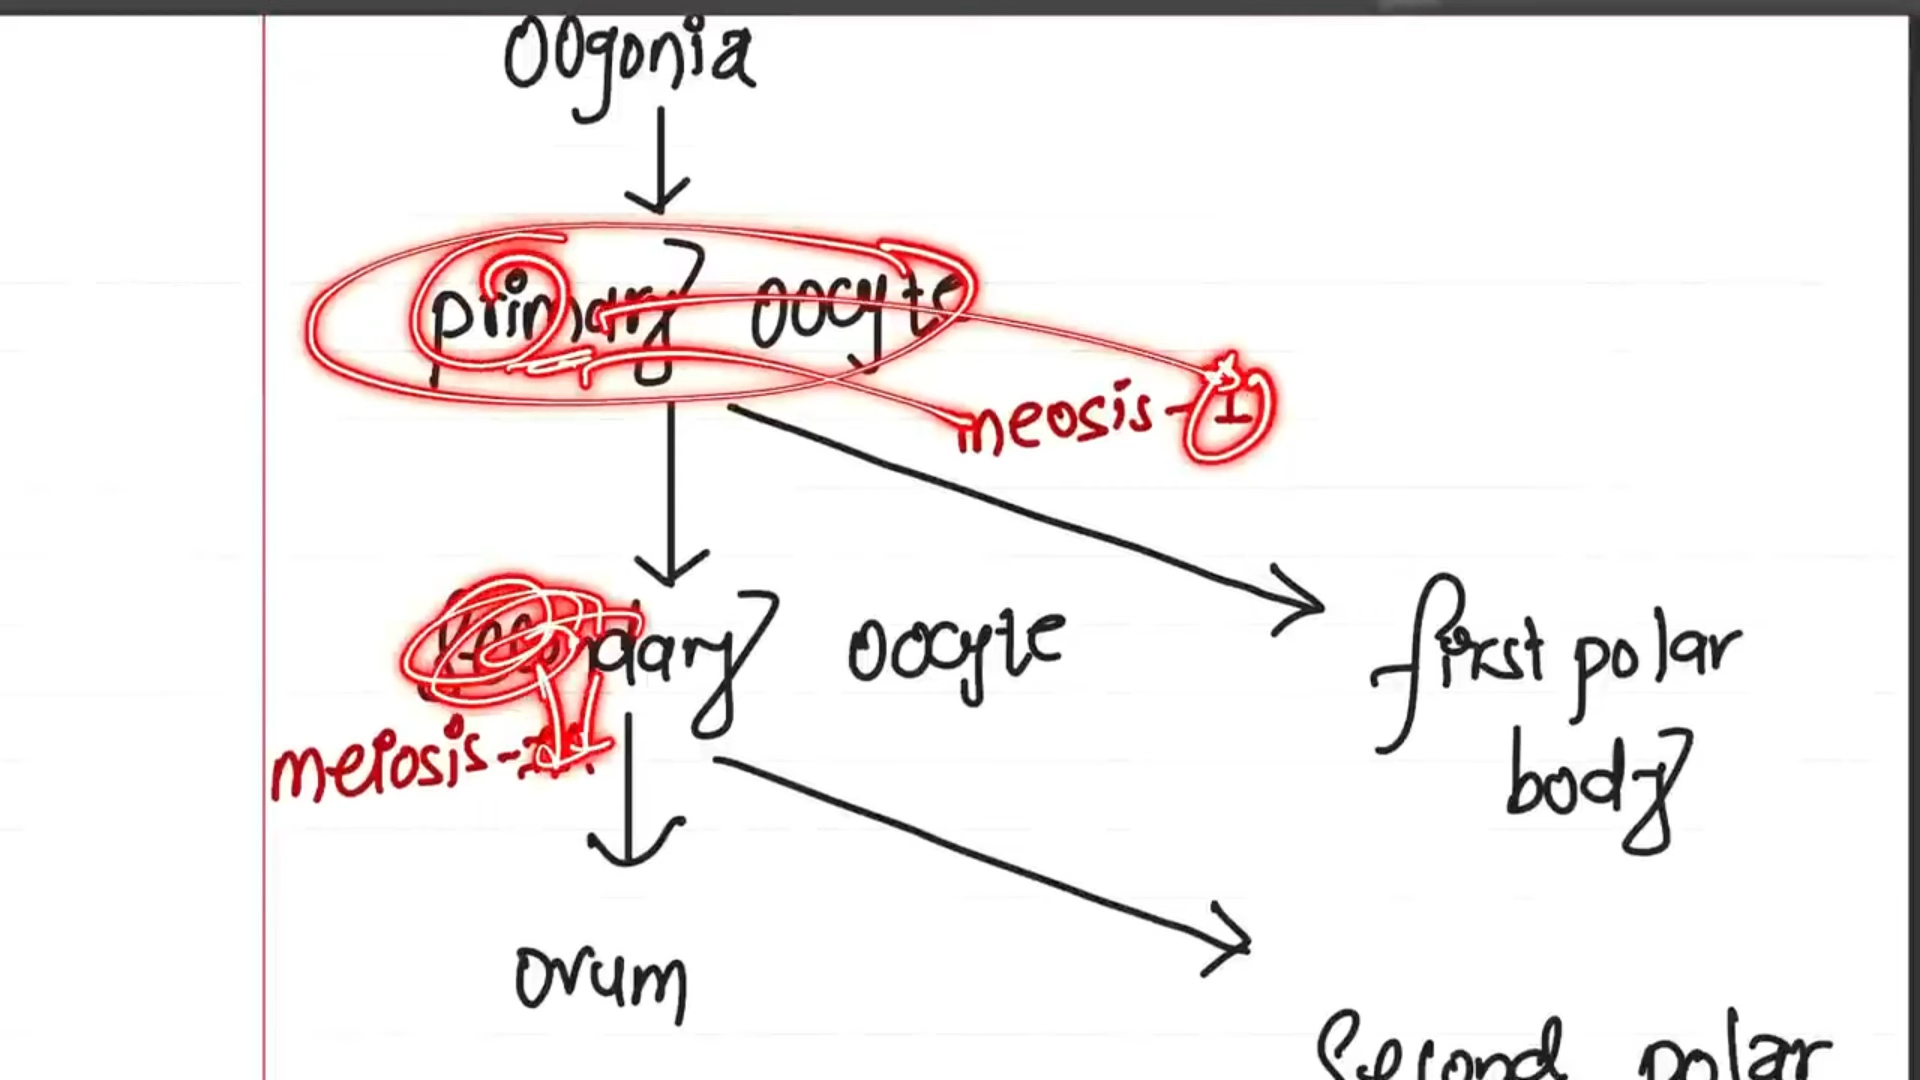 Oogonia
primary oocyte
meosis-I
secondary oocyte
first polar
body
meiosis-II
ovum
second polar